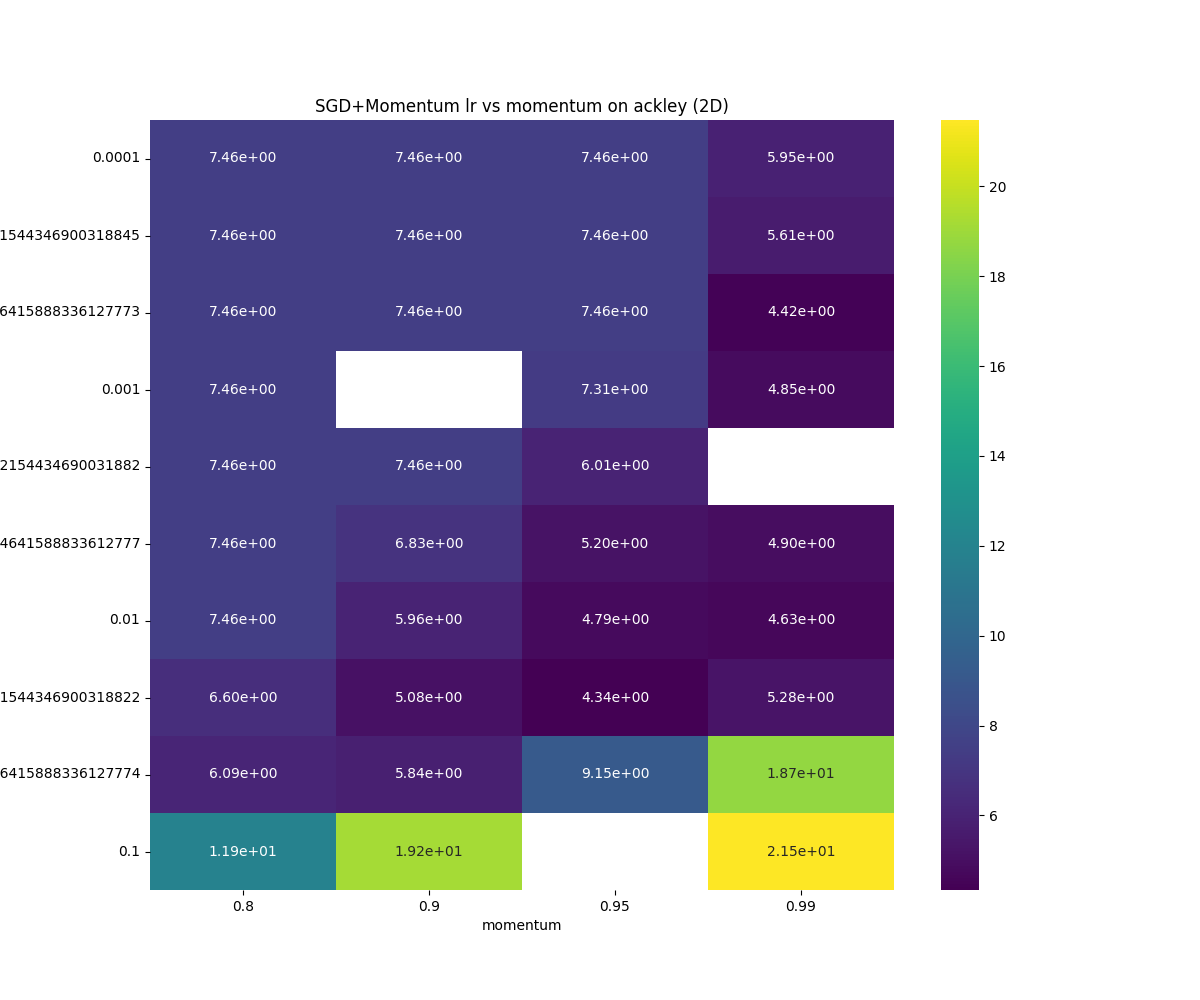 SGD+Momentum lr vs momentum on ackley (2D)
0.0001 7.46e+00 7.46e+00 7.46e+00 5.95e+00
1544346900318845 7.46e+00 7.46e+00 7.46e+00 5.61e+00
6415888336127773 7.46e+00 7.46e+00 7.46e+00 4.42e+00
0.001 7.46e+00 7.31e+00 4.85e+00
2154434690031882 7.46e+00 7.46e+00 6.01e+00
4641588833612777 7.46e+00 6.83e+00 5.20e+00 4.90e+00
0.01 7.46e+00 5.96e+00 4.79e+00 4.63e+00
1544346900318822 6.60e+00 5.08e+00 4.34e+00 5.28e+00
6415888336127774 6.09e+00 5.84e+00 9.15e+00 1.87e+01
0.1 1.19e+01 1.92e+01 2.15e+01
0.8 0.9 0.95 0.99
momentum
20
18
16
14
12
10
8
6